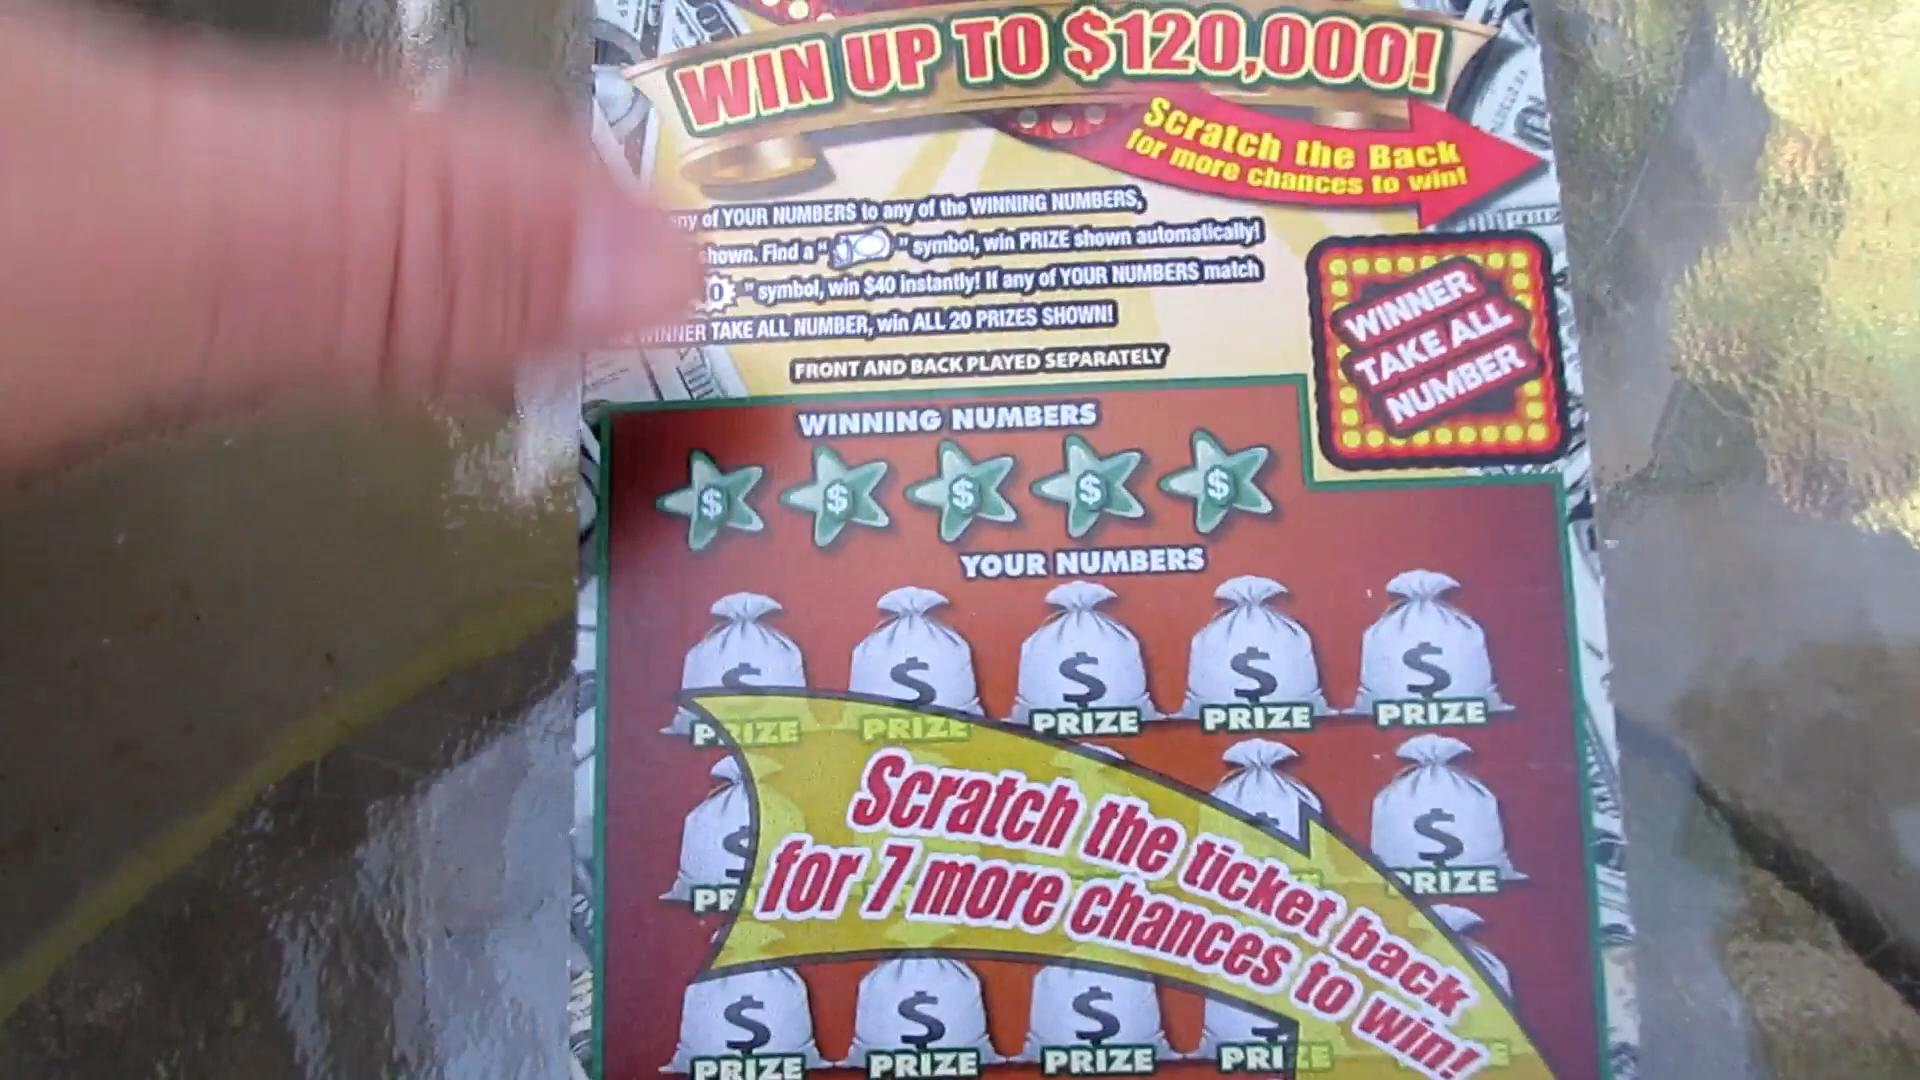 WIN UP TO $120,000!
Scratch the Back
for more chances to win!
any of YOUR NUMBERS to any of the WINNING NUMBERS,
shown. Find a " " symbol, win PRIZE shown automatically!
0 " symbol, win $40 instantly! If any of YOUR NUMBERS match
WINNER TAKE ALL NUMBER, win ALL 20 PRIZES SHOWN!
FRONT AND BACK PLAYED SEPARATELY
WINNER
TAKE ALL
NUMBER
WINNING NUMBERS
$ $ $ $ $
YOUR NUMBERS
$ $ $ $ $
PRIZE PRIZE PRIZE PRIZE PRIZE
$ $ $
PRIZE
Scratch the ticket back
for 7 more chances to win!
$ $ $ $
PRIZE PRIZE PRIZE PRIZE